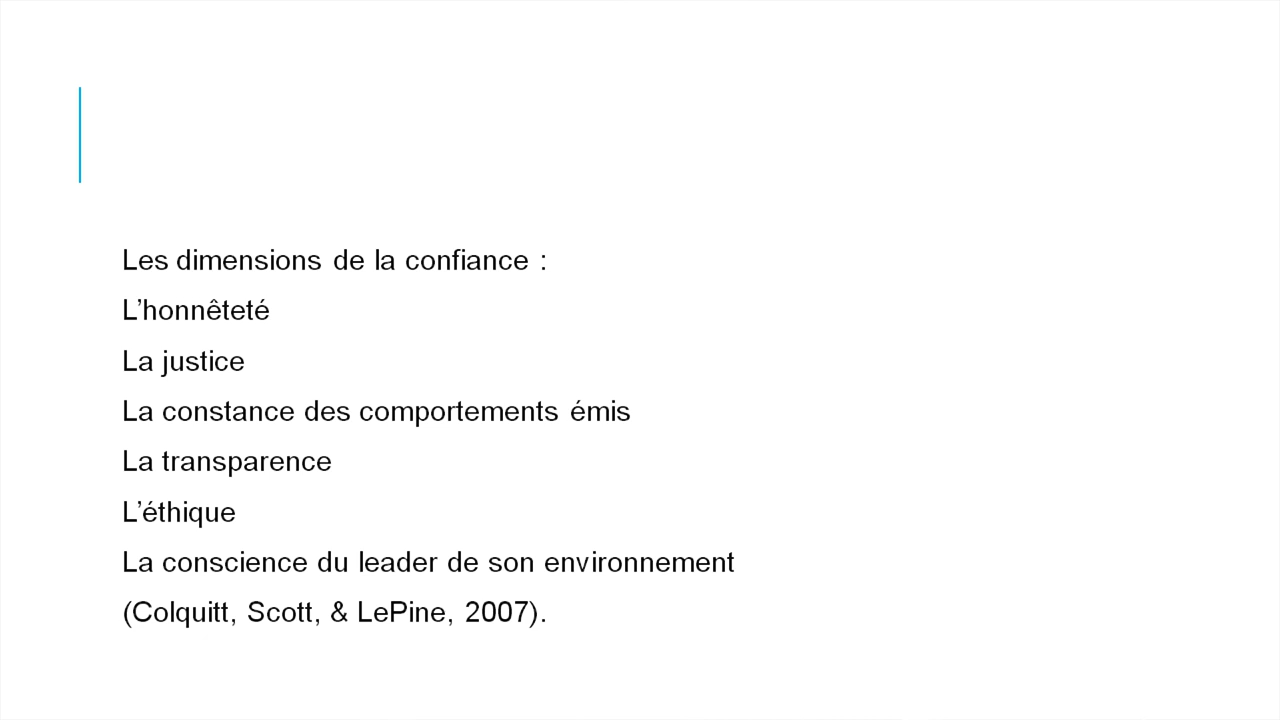 Les dimensions de la confiance :
L’honnêteté
La justice
La constance des comportements émis
La transparence
L’éthique
La conscience du leader de son environnement
(Colquitt, Scott, & LePine, 2007).